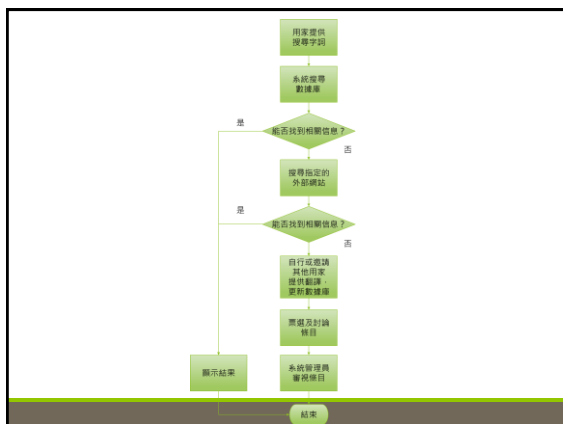 用家提供
搜尋字詞
系統搜尋
數據庫
是
能否找到相關信息？
否
搜尋指定的
外部網站
是
能否找到相關信息？
否
自行或邀請
其他用家
提供翻譯，
更新數據庫
票選及討論
條目
顯示結果
系統管理員
審視條目
結束